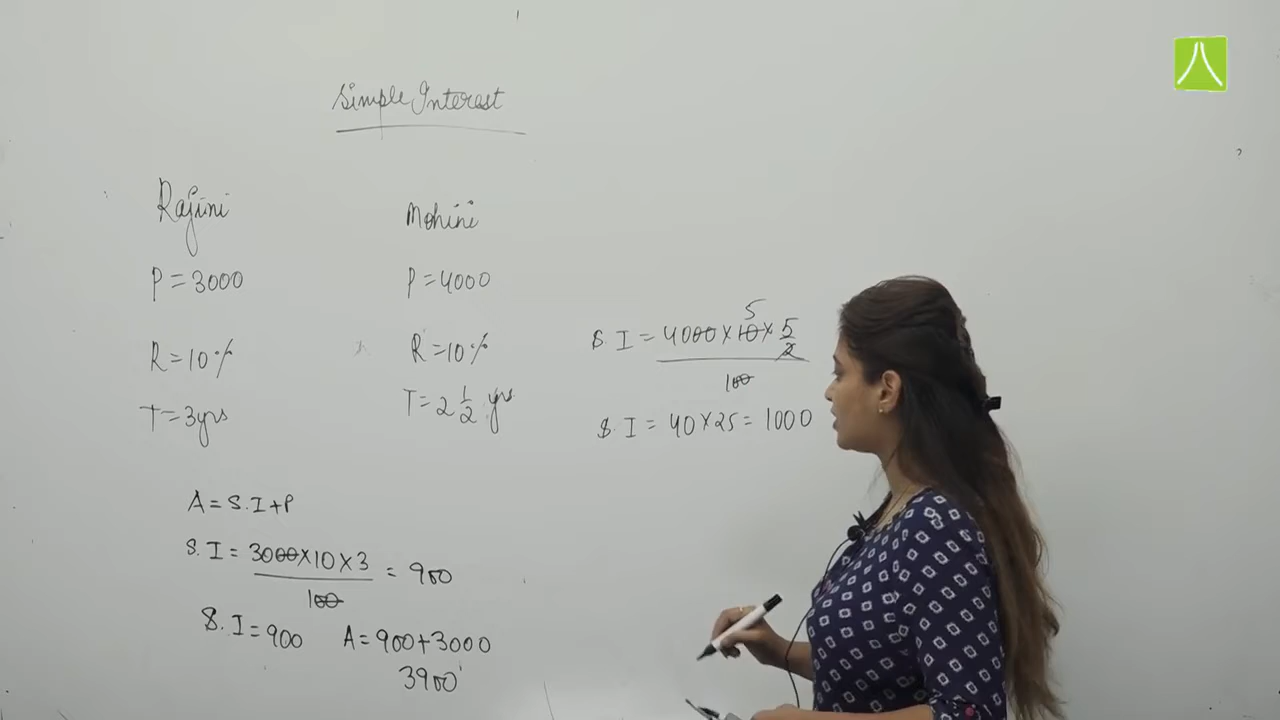 Simple Interest
Rajini
P = 3000
R = 10%
T = 3yrs
Mohini
P = 4000
R = 10%
T = 2 1/2 yrs
A = S.I + P
S.I = 3000 × 10 × 3 / 100 = 900
S.I = 900 A = 900 + 3000
3900
5
S.I = 4000 × 10 × 5/2 / 100
S.I = 40 × 25 = 1000